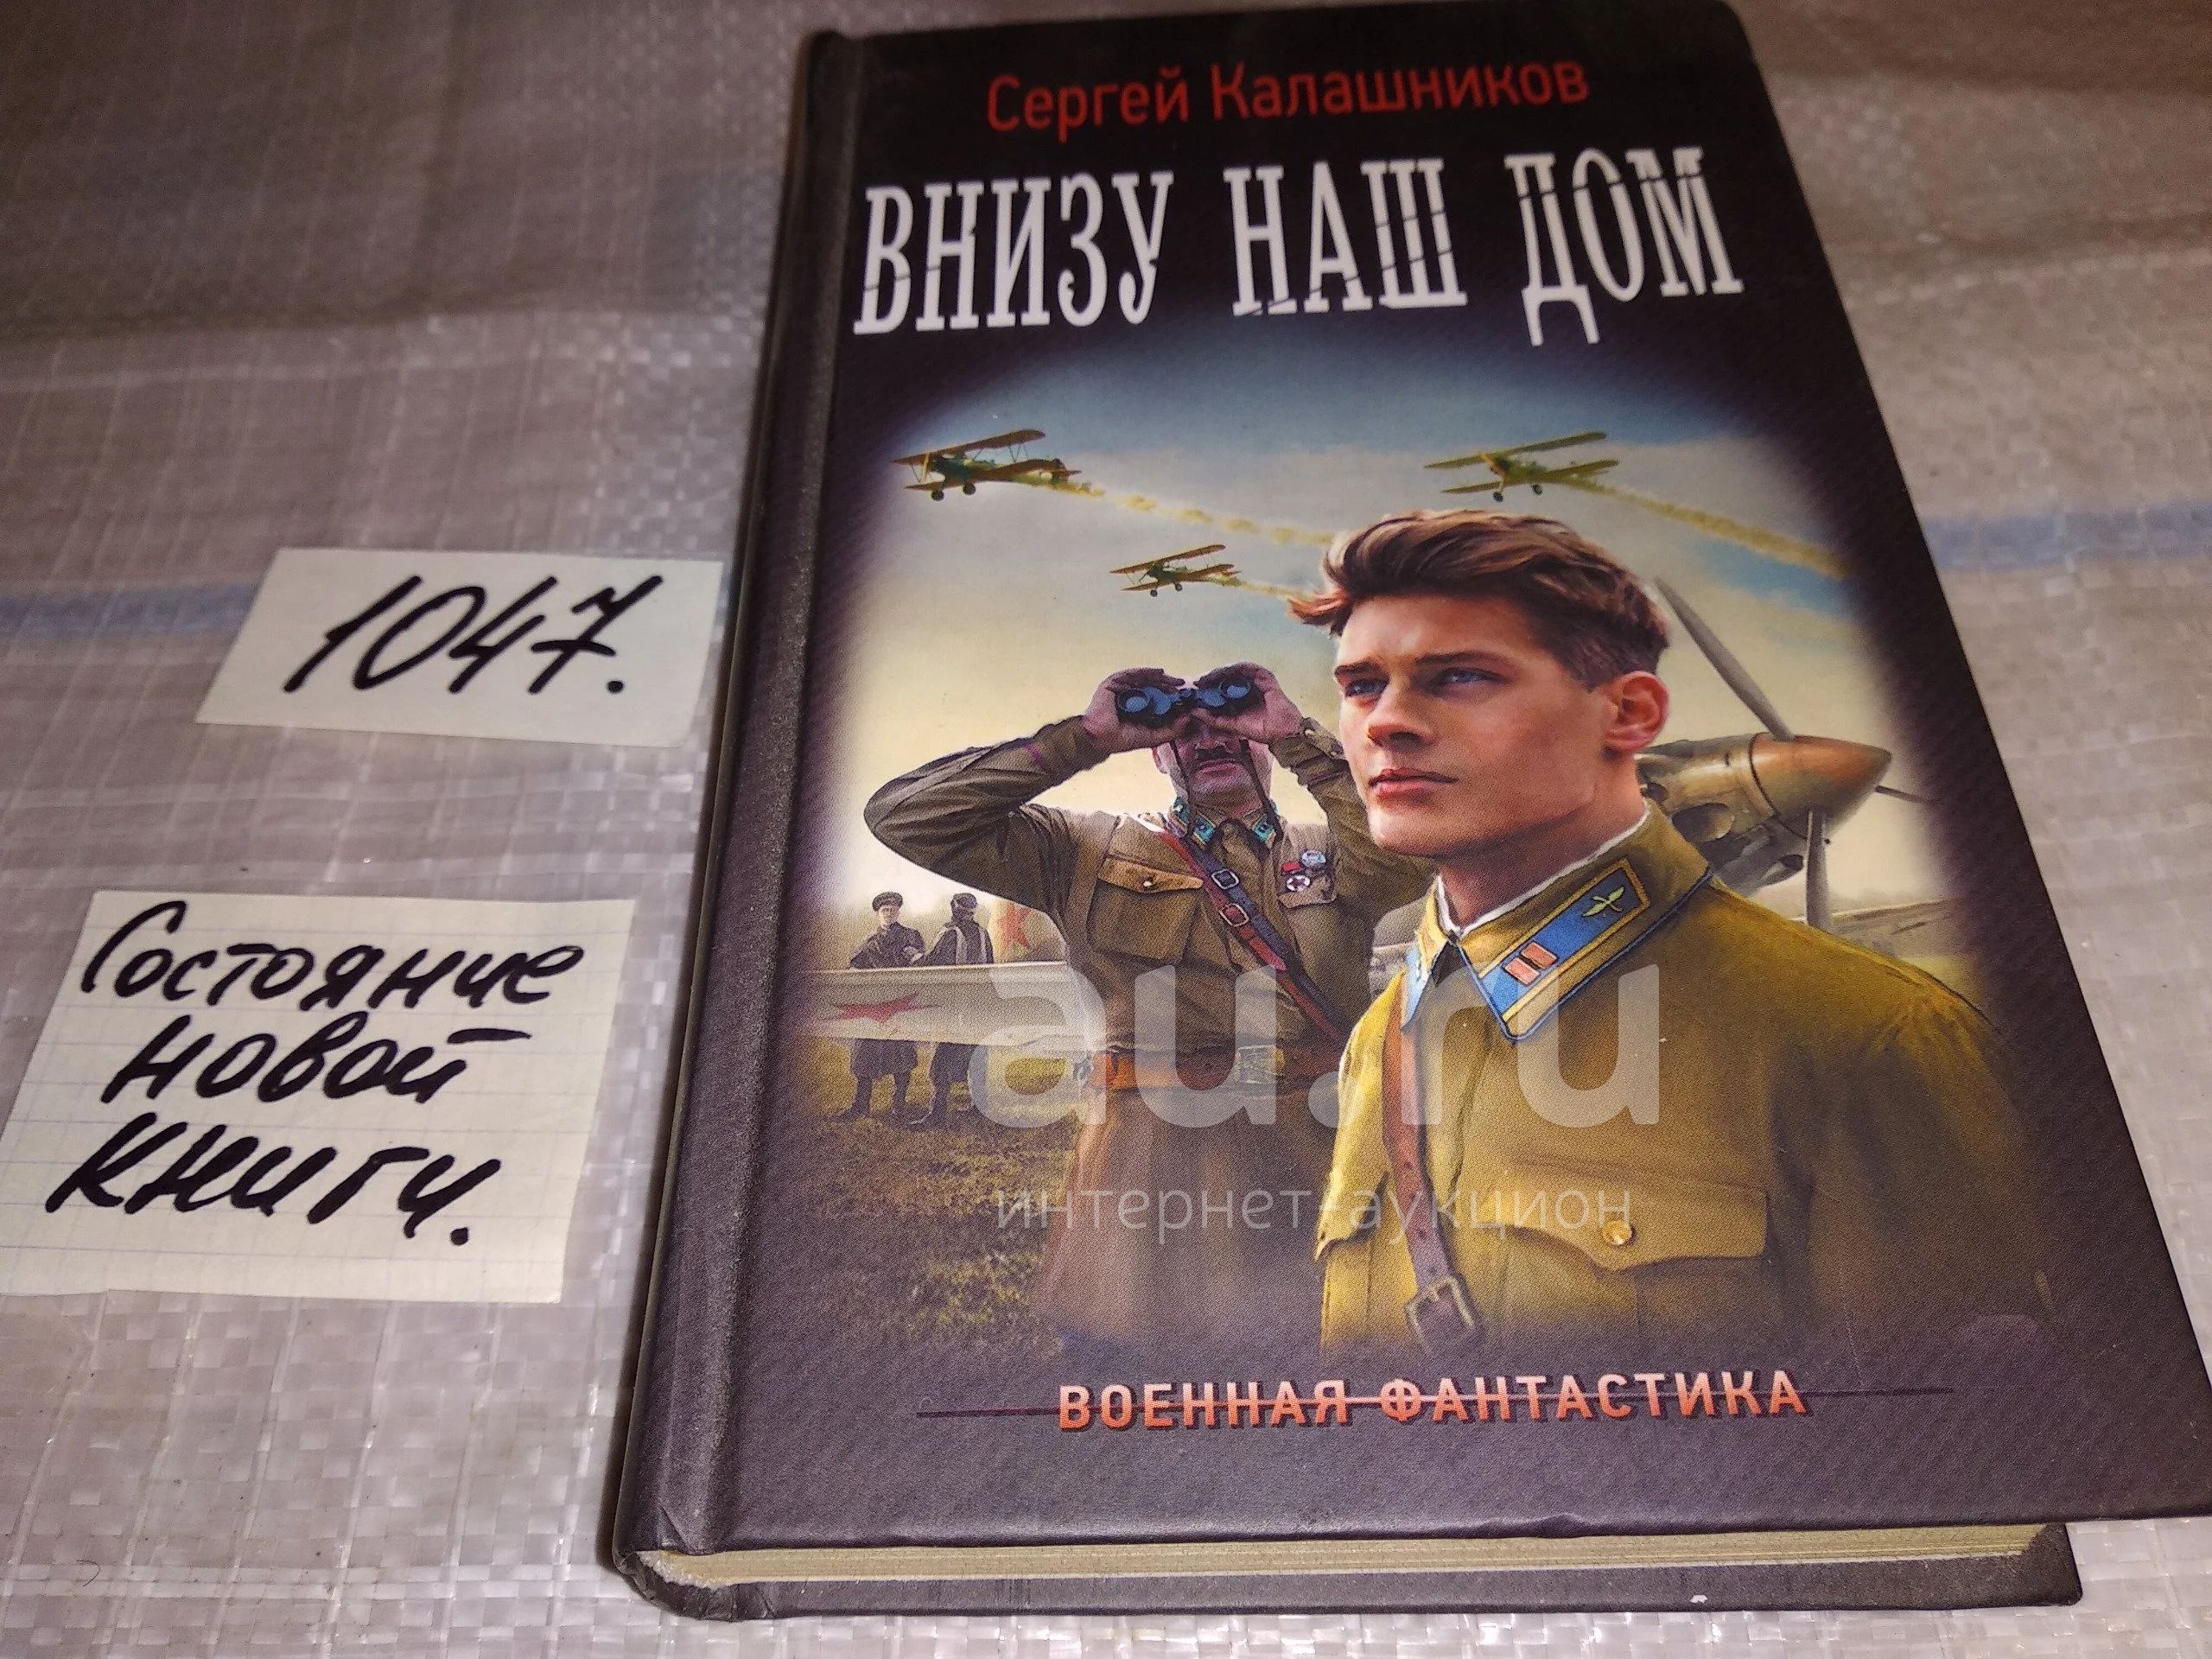 Сергей Калашников
ВНИЗУ НАШ ДОМ
1047.
Состояние
новой
книги.
au.ru
интернет-аукцион
ВОЕННАЯ ФАНТАСТИКА